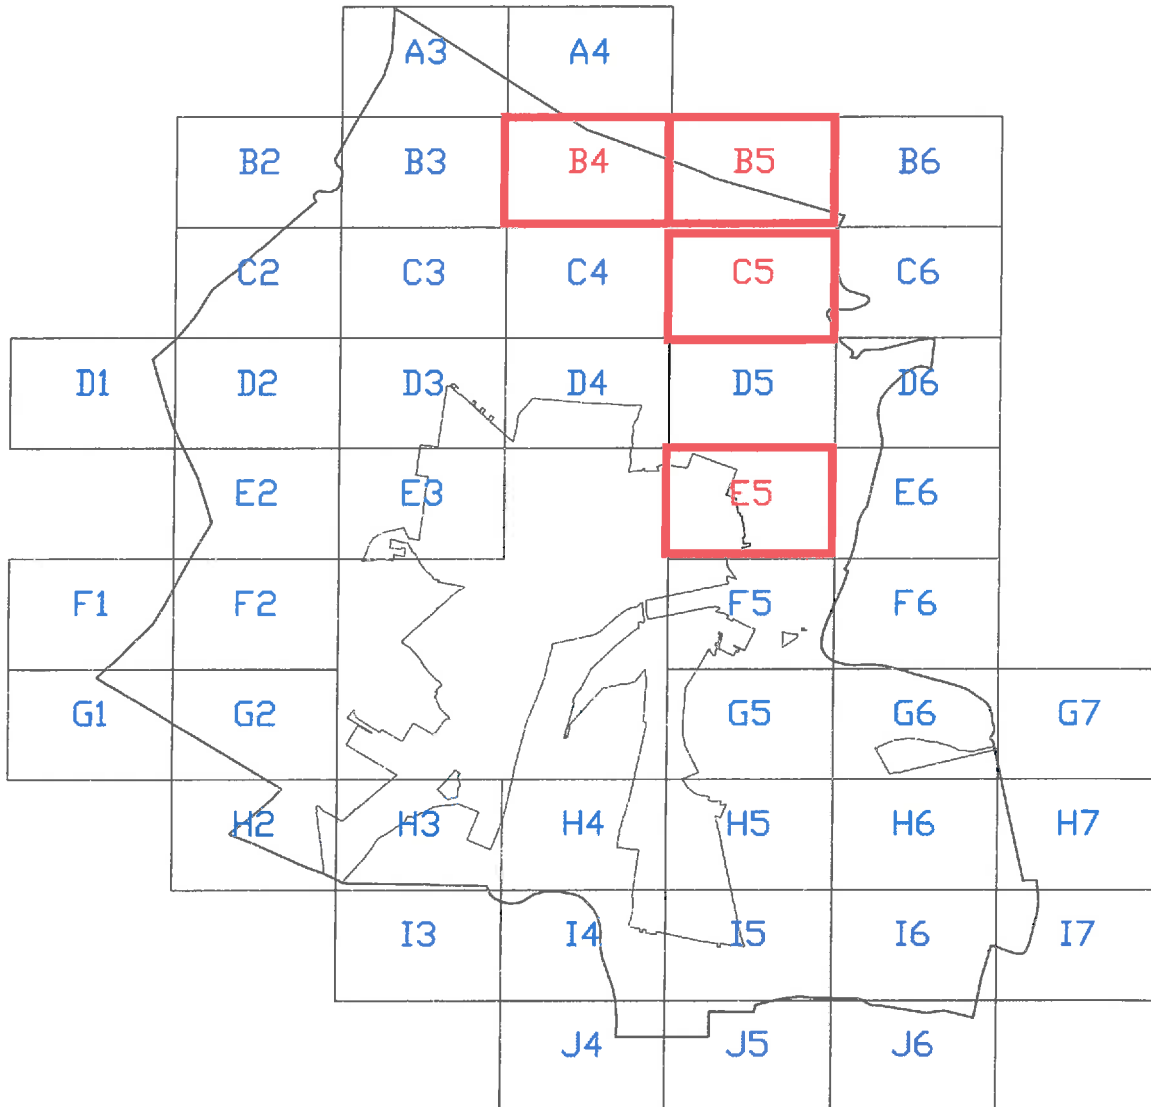 A3 A4
B2 B3 B4 B5 B6
C2 C3 C4 C5 C6
D1 D2 D3 D4 D5 D6
E2 E3 E5 E6
F1 F2 F5 F6
G1 G2 G5 G6 G7
H2 H3 H4 H5 H6 H7
I3 I4 I5 I6 I7
J4 J5 J6